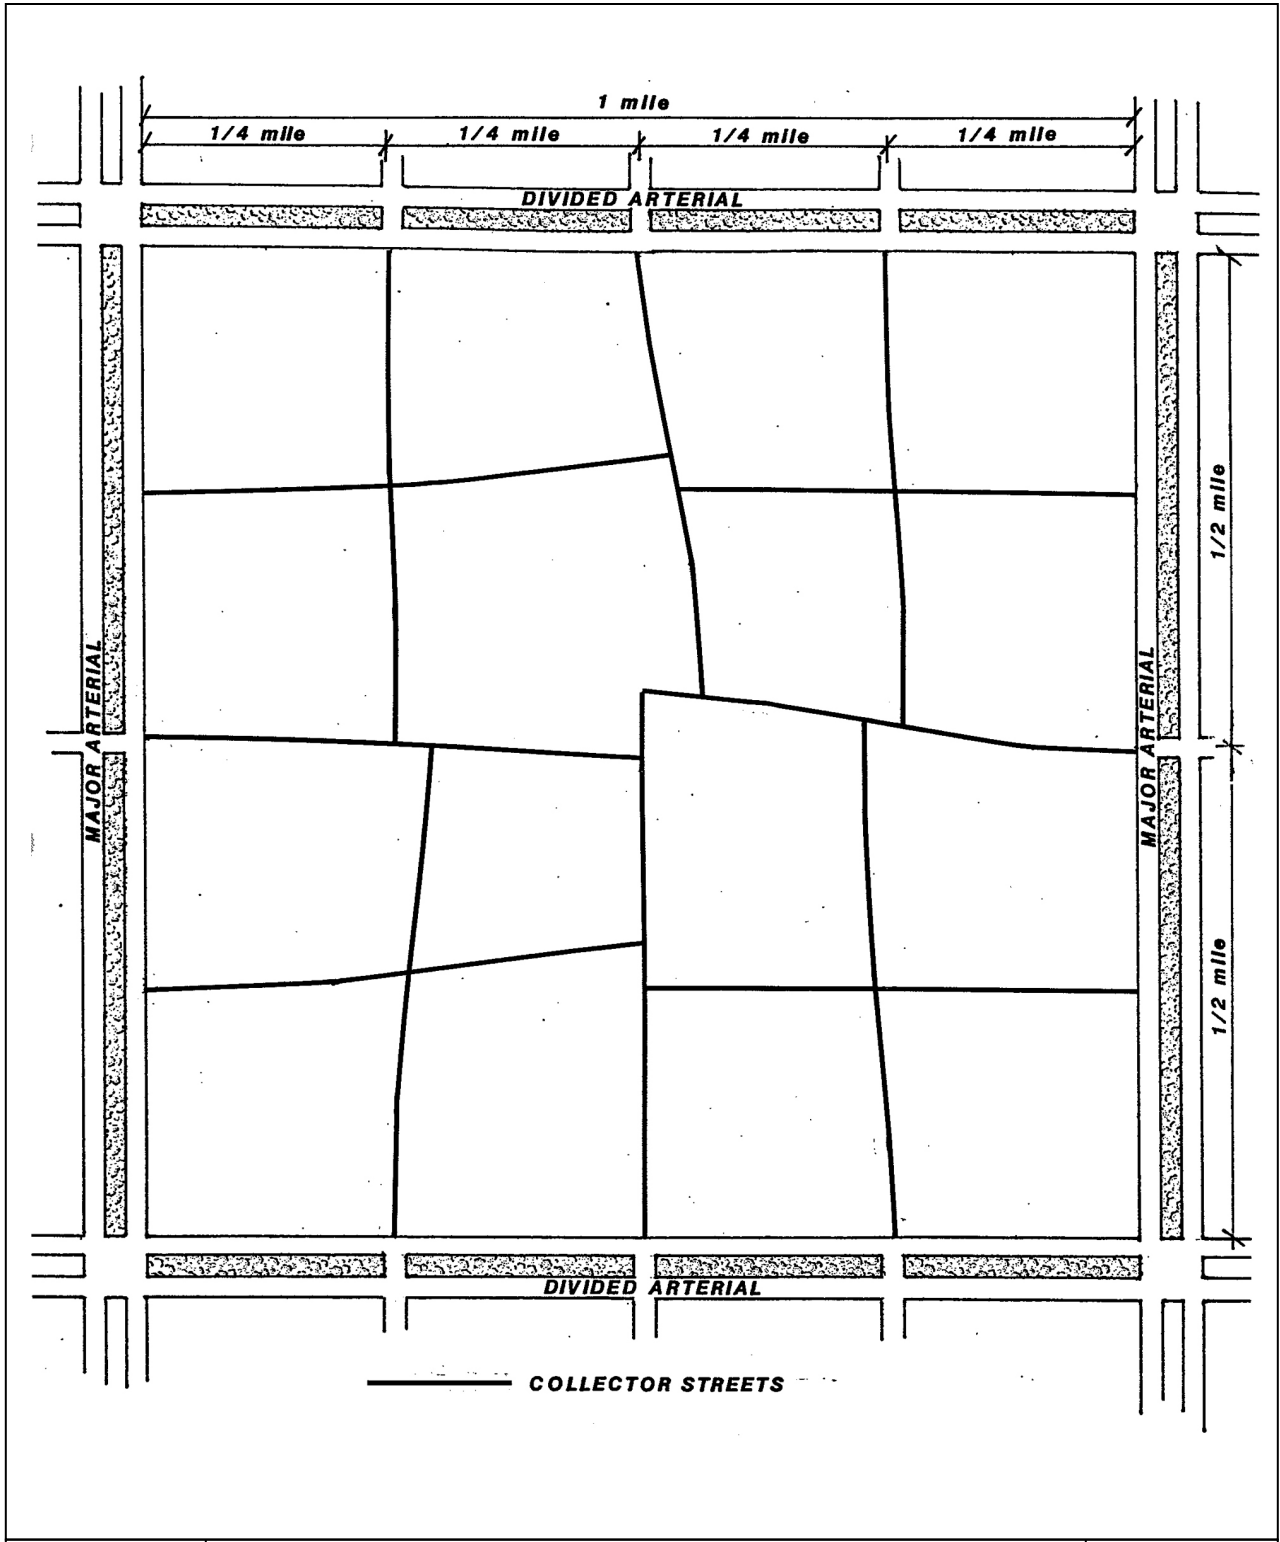 1 mile
1/4 mile 1/4 mile 1/4 mile 1/4 mile
DIVIDED ARTERIAL
1/2 mile
MAJOR ARTERIAL
MAJOR ARTERIAL
1/2 mile
DIVIDED ARTERIAL
COLLECTOR STREETS